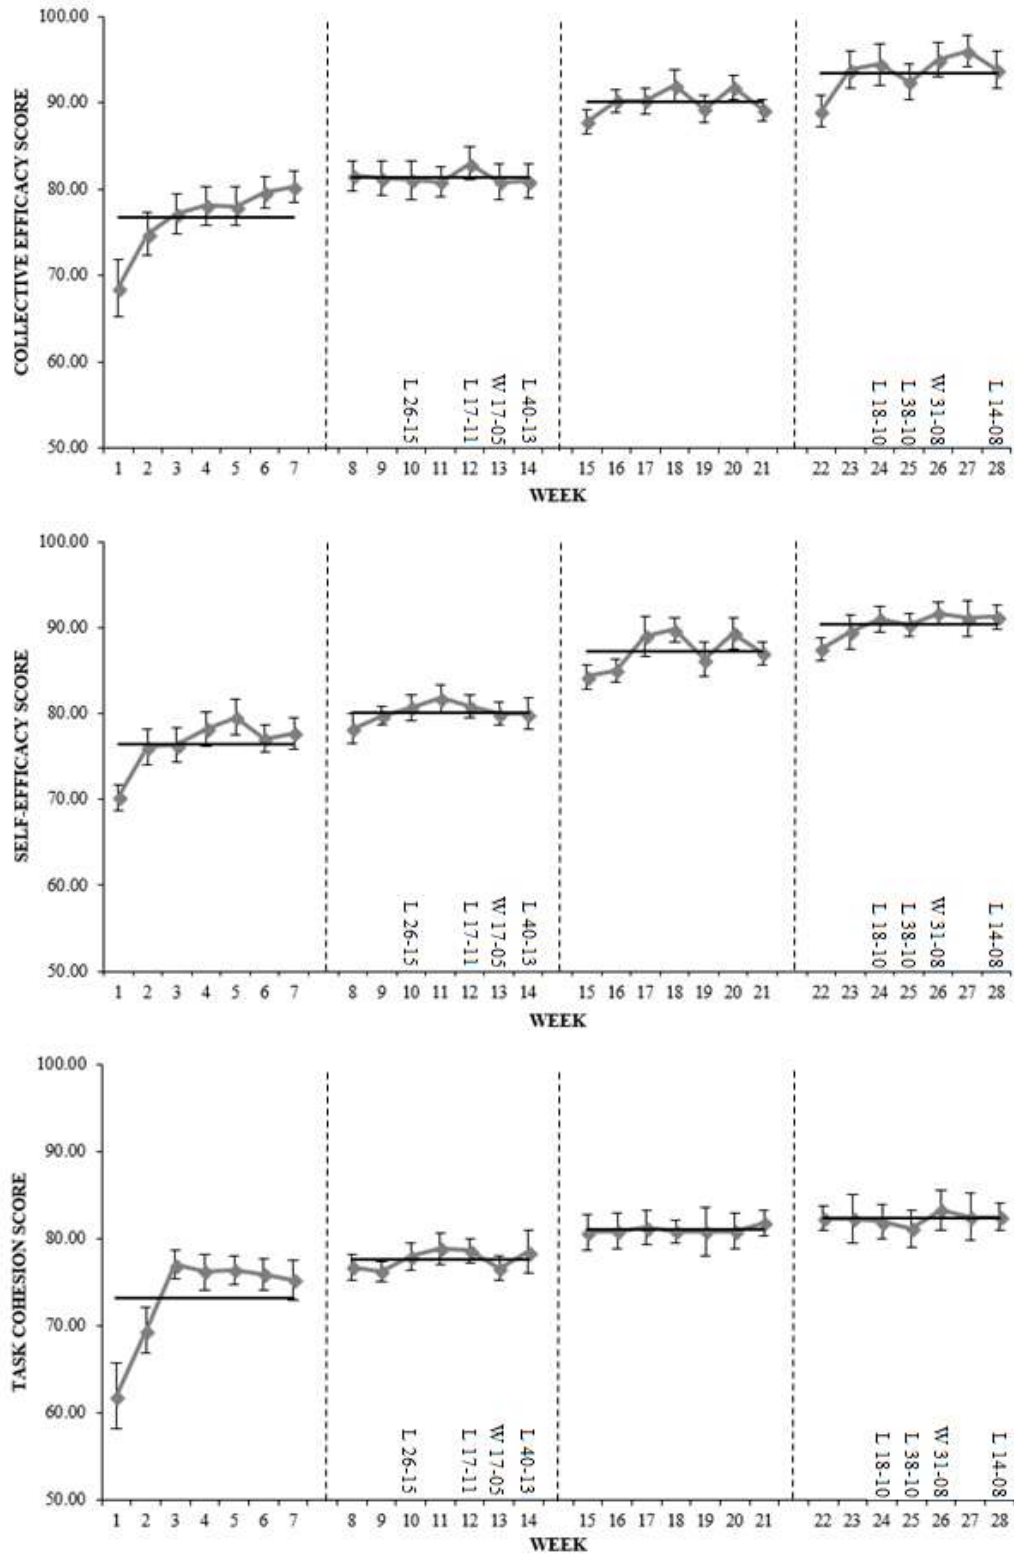 COLLECTIVE EFFICACY SCORE
100.00
90.00
80.00
70.00
60.00
50.00
L 26-15
L 17-11
W 17-05
L 40-13
L 18-10
L 38-10
W 31-08
L 14-08
1 2 3 4 5 6 7 8 9 10 11 12 13 14 15 16 17 18 19 20 21 22 23 24 25 26 27 28
WEEK
SELF-EFFICACY SCORE
100.00
90.00
80.00
70.00
60.00
50.00
L 26-15
L 17-11
W 17-05
L 40-13
L 18-10
L 38-10
W 31-08
L 14-08
1 2 3 4 5 6 7 8 9 10 11 12 13 14 15 16 17 18 19 20 21 22 23 24 25 26 27 28
WEEK
TASK COHESION SCORE
100.00
90.00
80.00
70.00
60.00
50.00
L 26-15
L 17-11
W 17-05
L 40-13
L 18-10
L 38-10
W 31-08
L 14-08
1 2 3 4 5 6 7 8 9 10 11 12 13 14 15 16 17 18 19 20 21 22 23 24 25 26 27 28
WEEK